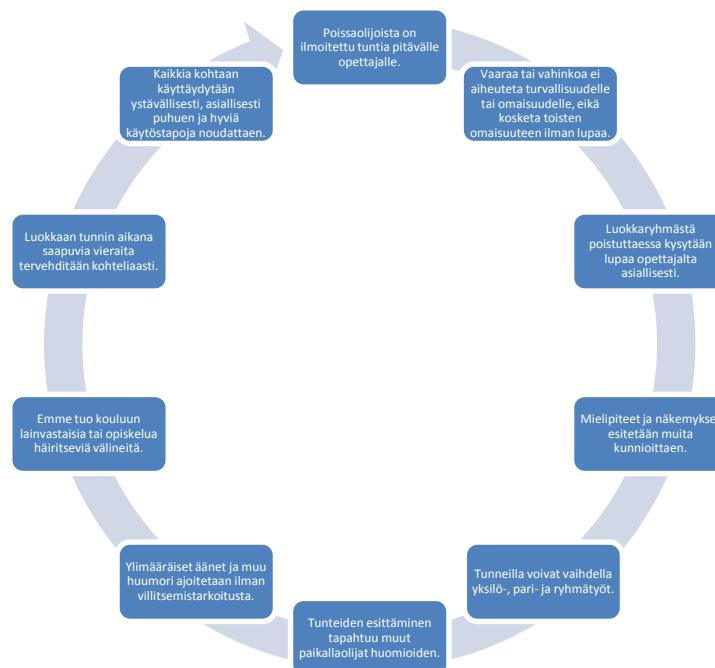 Poissaolijoista on
ilmoitettu tuntia pitävälle
opettajalle.
Vaaraa tai vahinkoa ei
aiheuteta turvallisuudelle
tai omaisuudelle, eikä
kosketa toisten
omaisuuteen ilman lupaa.
Luokkaryhmästä
poistuttaessa kysytään
lupaa opettajalta
asiallisesti.
Mielipiteet ja näkemykse
esitetään muita
kunnioittaen.
Tunneilla voivat vaihdella
yksilö-, pari- ja ryhmätyöt.
Tunteiden esittäminen
tapahtuu muut
paikallaolijat huomioiden.
Ylimääräiset äänet ja muu
huumori ajoitetaan ilman
villitsemistarkoitusta.
Emme tuo kouluun
lainvastaisia tai opiskelua
häiritseviä välineitä.
Luokkaan tunnin aikana
saapuvia vieraita
tervehditään kohteliaasti.
Kaikkia kohtaan
käyttäydytään
ystävällisesti, asiallisesti
puhuen ja hyviä
käytöstapoja noudattaen.